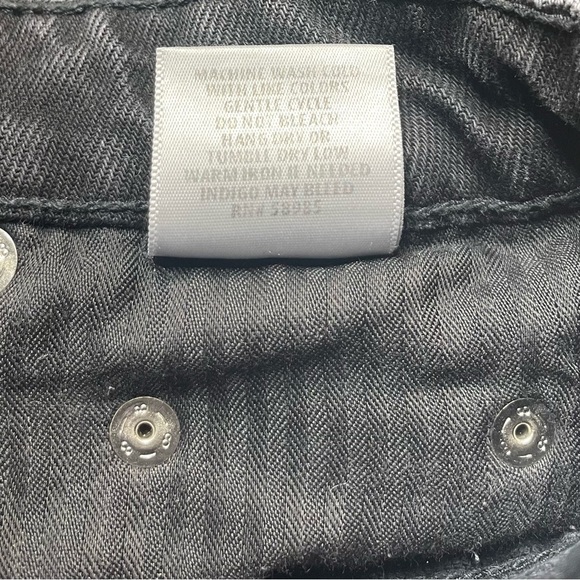 MACHINE WASH COLD
WITH LIKE COLORS
GENTLE CYCLE
DO NOT BLEACH
HANG DRY OR
TUMBLE DRY LOW
WARM IRON IF NEEDED
INDIGO MAY BLEED
RN# 58985